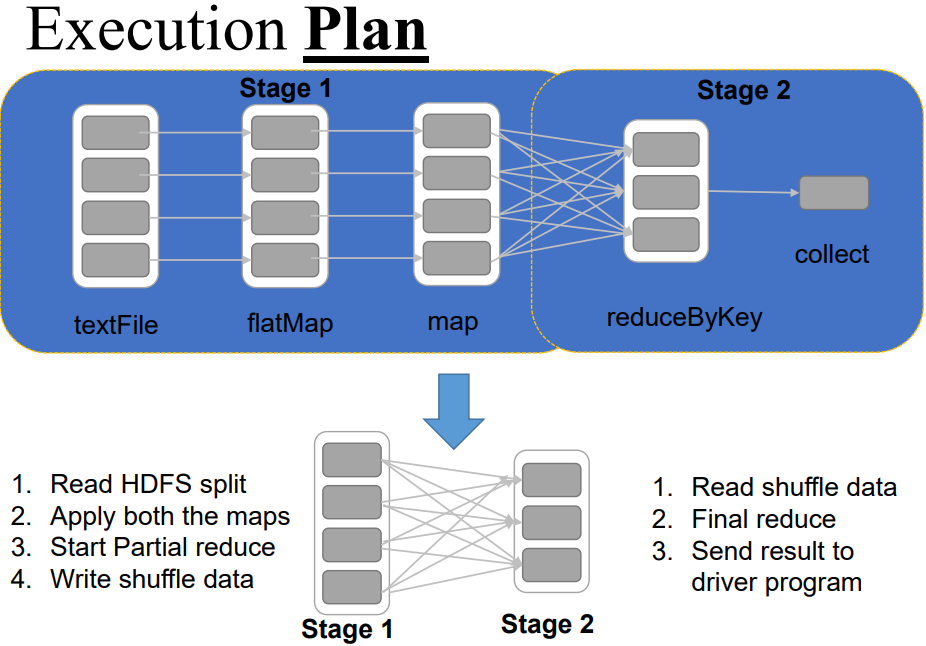 Execution Plan
Stage 1
Stage 2
textFile
flatMap
map
reduceByKey
collect
1. Read HDFS split
2. Apply both the maps
3. Start Partial reduce
4. Write shuffle data
Stage 1
Stage 2
1. Read shuffle data
2. Final reduce
3. Send result to
driver program